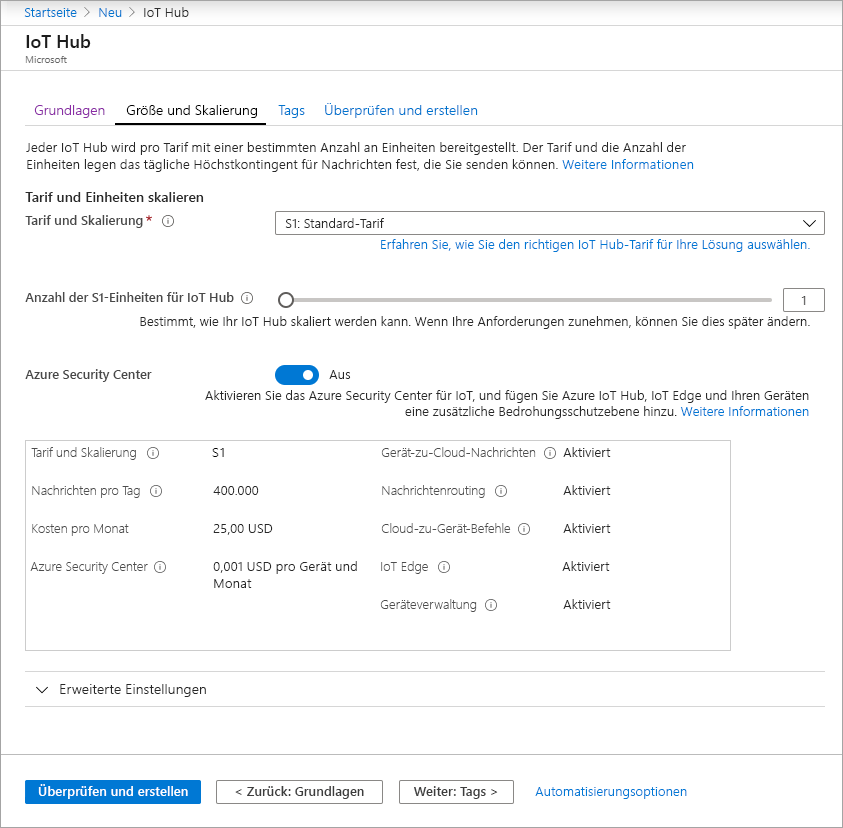 Startseite > Neu > IoT Hub
IoT Hub
Microsoft
Grundlagen Größe und Skalierung Tags Überprüfen und erstellen
Jeder IoT Hub wird pro Tarif mit einer bestimmten Anzahl an Einheiten bereitgestellt. Der Tarif und die Anzahl der
Einheiten legen das tägliche Höchstkontingent für Nachrichten fest, die Sie senden können. Weitere Informationen
Tarif und Einheiten skalieren
Tarif und Skalierung * S1: Standard-Tarif
Erfahren Sie, wie Sie den richtigen IoT Hub-Tarif für Ihre Lösung auswählen.
Anzahl der S1-Einheiten für IoT Hub 1
Bestimmt, wie Ihr IoT Hub skaliert werden kann. Wenn Ihre Anforderungen zunehmen, können Sie dies später ändern.
Azure Security Center Aus
Aktivieren Sie das Azure Security Center für IoT, und fügen Sie Azure IoT Hub, IoT Edge und Ihren Geräten
eine zusätzliche Bedrohungsschutzebene hinzu. Weitere Informationen
Tarif und Skalierung S1 Gerät-zu-Cloud-Nachrichten Aktiviert
Nachrichten pro Tag 400.000 Nachrichtenrouting Aktiviert
Kosten pro Monat 25,00 USD Cloud-zu-Gerät-Befehle Aktiviert
Azure Security Center 0,001 USD pro Gerät und IoT Edge Aktiviert
Monat
Geräteverwaltung Aktiviert
Erweiterte Einstellungen
Überprüfen und erstellen < Zurück: Grundlagen Weiter: Tags > Automatisierungsoptionen